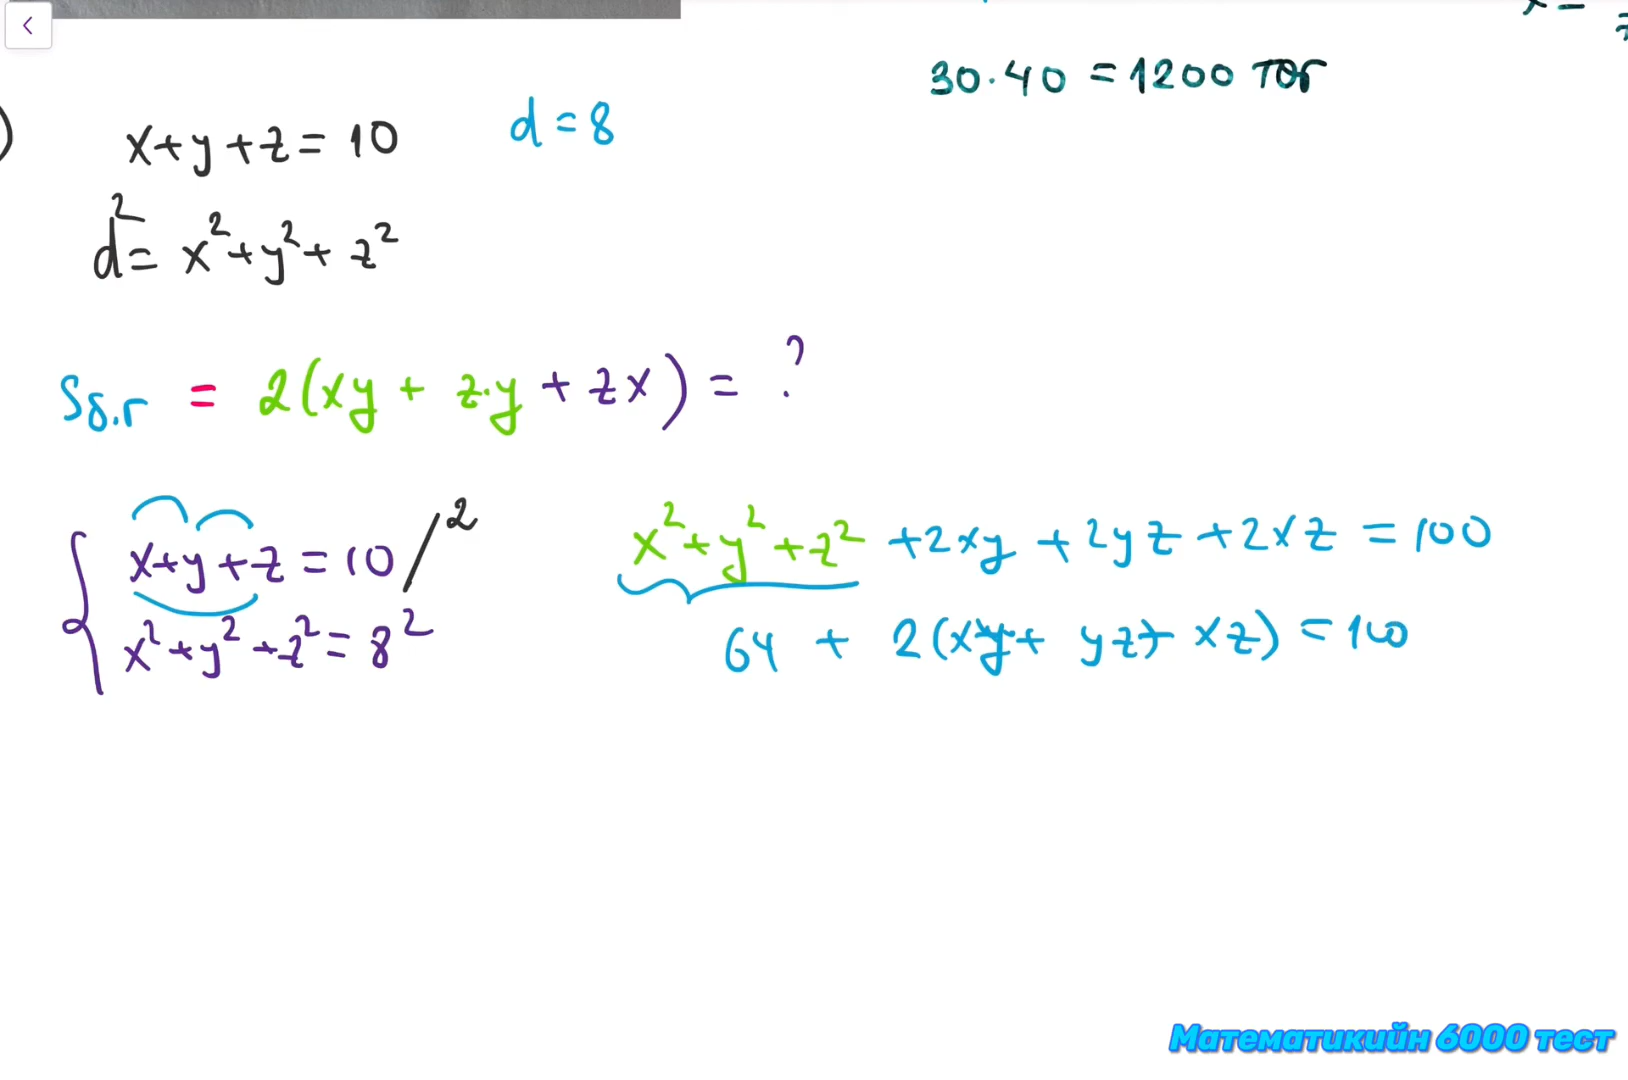 30·40 = 1200 тог
x+y+z = 10
d = 8
d² = x²+y²+z²
Sб.г = 2(xy + z·y + zx) = ?
x+y+z = 10 /²
x²+y²+z² = 8²
x²+y²+z² +2xy +2yz +2xz = 100
64 + 2(xy+ yz+ xz) = 100
Математикийн 6000 тест